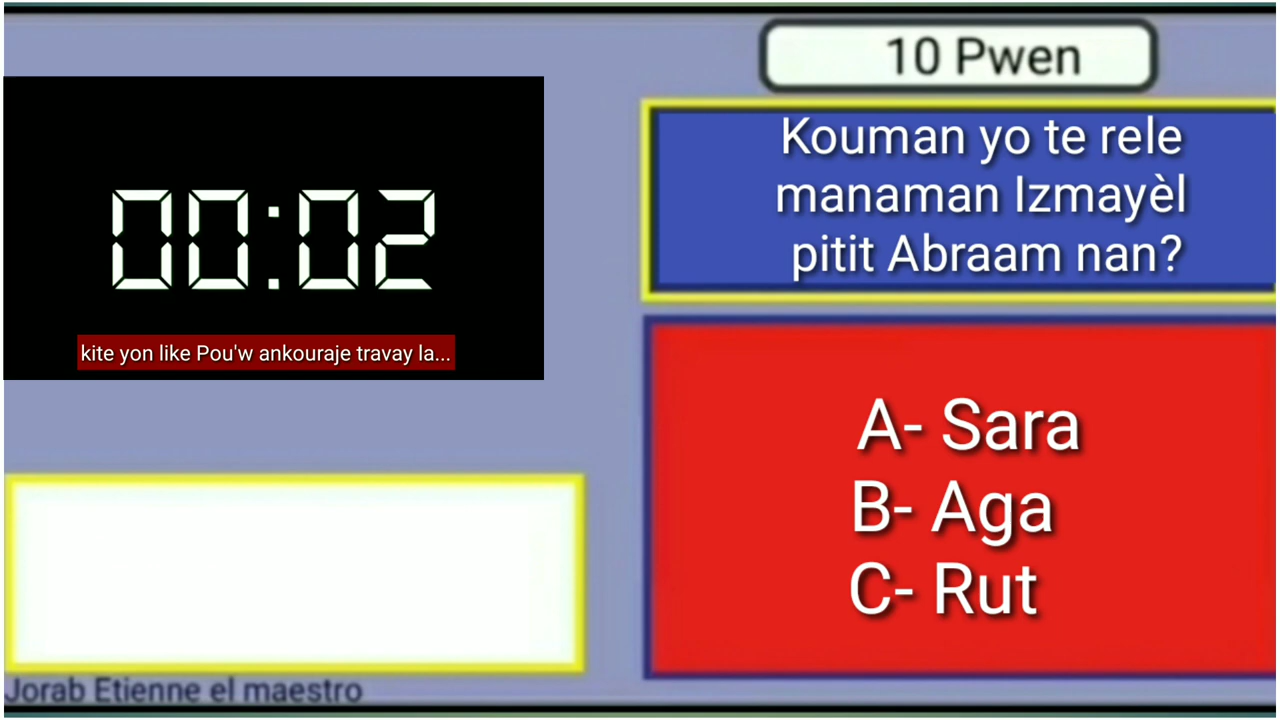 10 Pwen
00:02
Kouman yo te rele
manaman Izmayèl
pitit Abraam nan?
kite yon like Pou'w ankouraje travay la...
A- Sara
B- Aga
C- Rut
Jorab Etienne el maestro